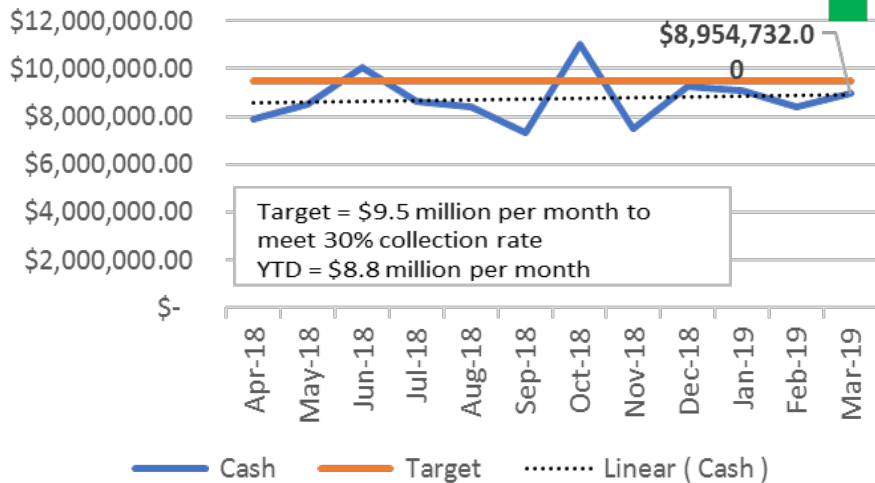 $12,000,000.00
$10,000,000.00
$8,000,000.00
$6,000,000.00
$4,000,000.00
$2,000,000.00
$-
$8,954,732.0
0
Target = $9.5 million per month to
meet 30% collection rate
YTD = $8.8 million per month
Apr-18
May-18
Jun-18
Jul-18
Aug-18
Sep-18
Oct-18
Nov-18
Dec-18
Jan-19
Feb-19
Mar-19
Cash
Target
Linear ( Cash )